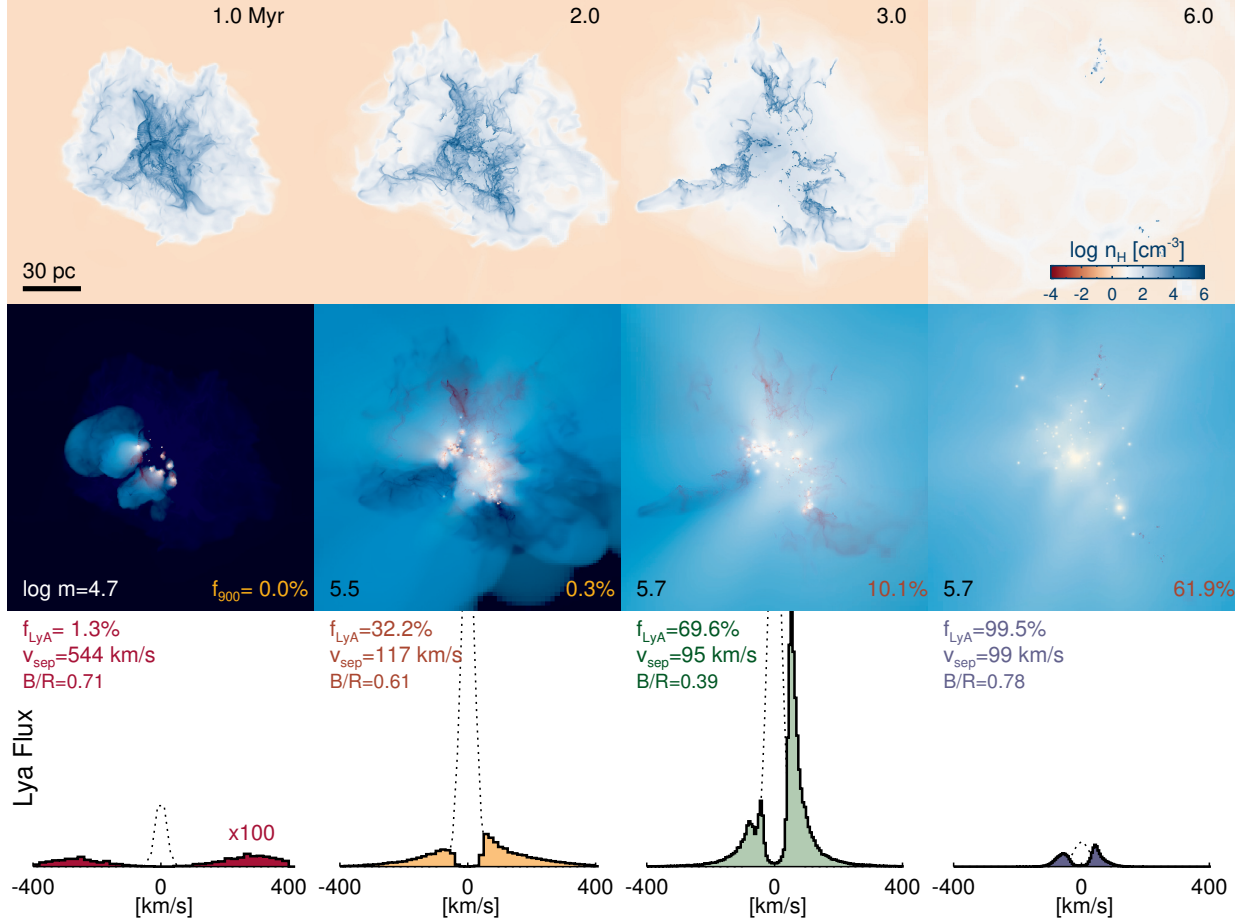 1.0 Myr
2.0
3.0
6.0
30 pc
log n_H [cm^-3]
-4 -2 0 2 4 6
log m=4.7
f_900= 0.0%
5.5
0.3%
5.7
10.1%
5.7
61.9%
f_LyA= 1.3%
v_sep=544 km/s
B/R=0.71
f_LyA=32.2%
v_sep=117 km/s
B/R=0.61
f_LyA=69.6%
v_sep=95 km/s
B/R=0.39
f_LyA=99.5%
v_sep=99 km/s
B/R=0.78
Lya Flux
x100
-400 0 400
[km/s]
-400 0 400
[km/s]
-400 0 400
[km/s]
-400 0 400
[km/s]